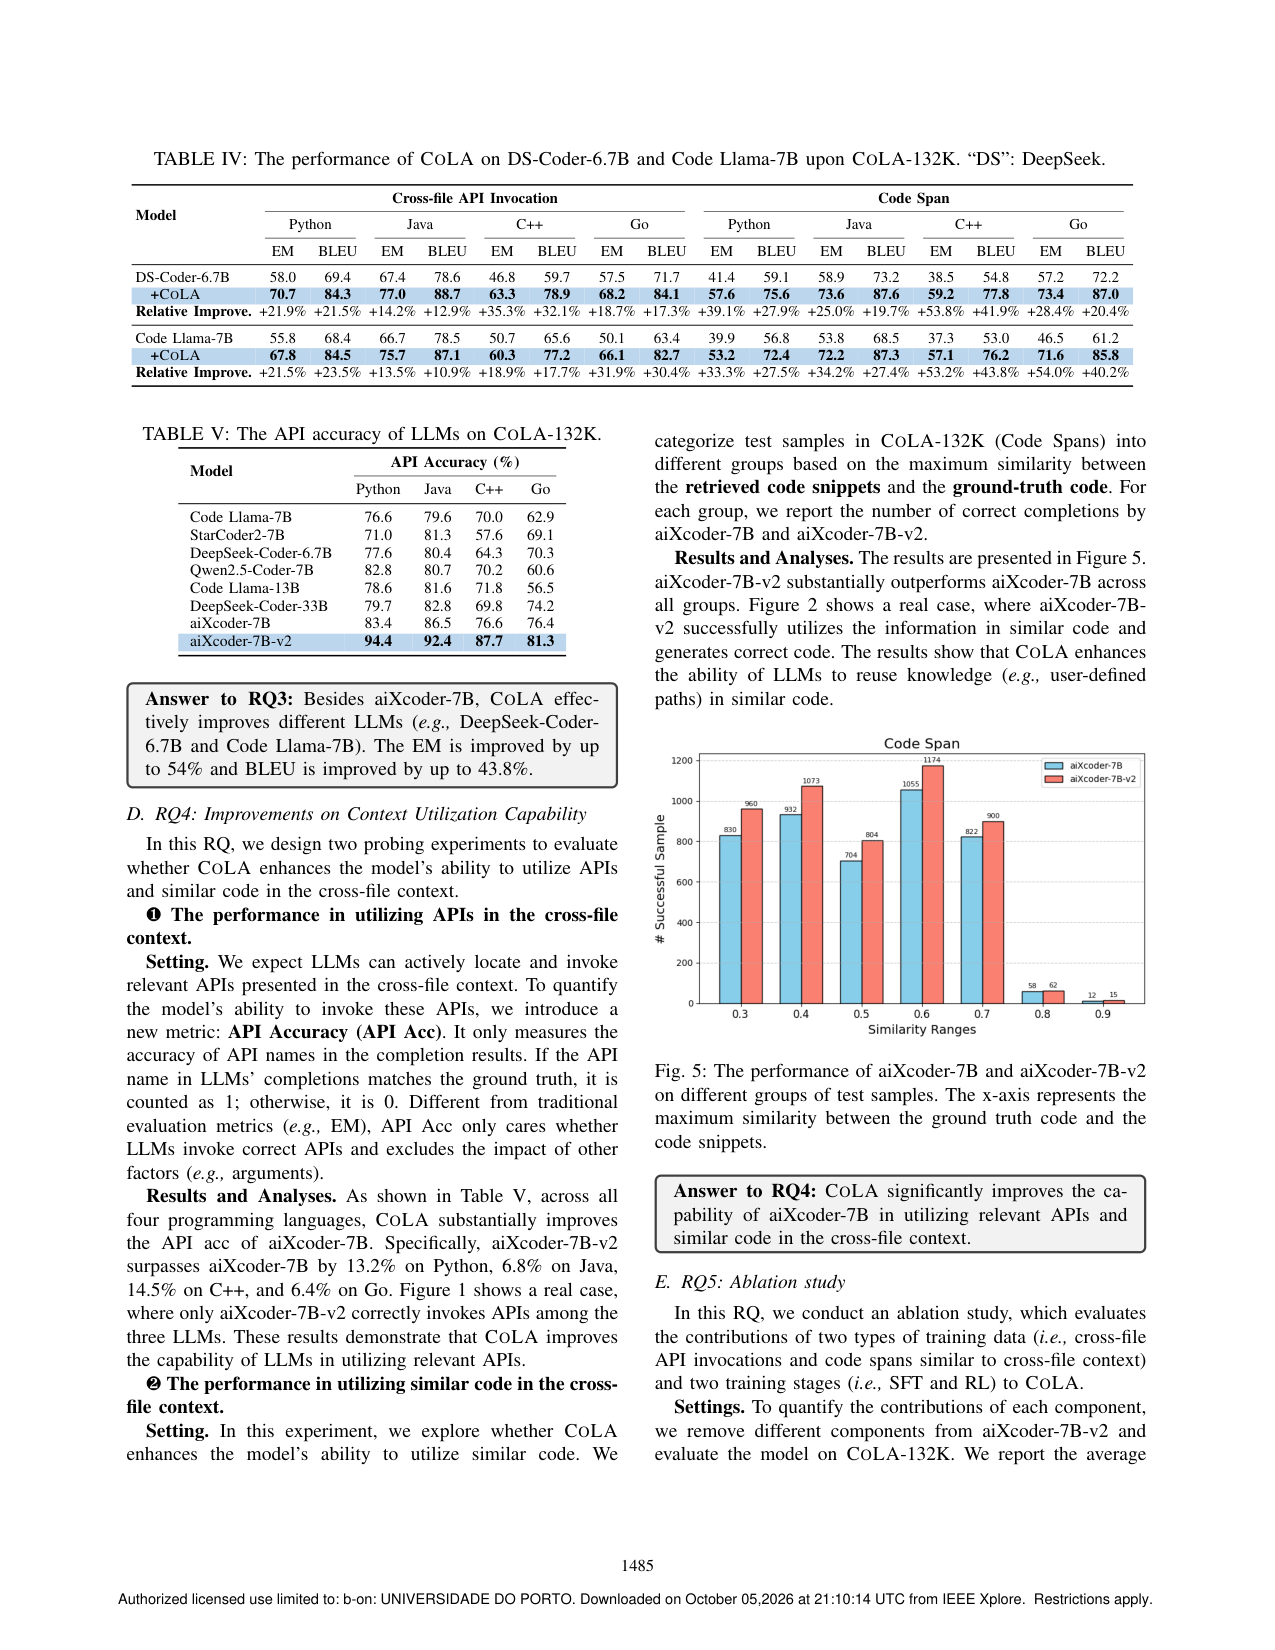 TABLE IV: The performance of COLA on DS-Coder-6.7B and Code Llama-7B upon COLA-132K. “DS”: DeepSeek.
Model Cross-file API Invocation Code Span
Python Java C++ Go Python Java C++ Go
EM BLEU EM BLEU EM BLEU EM BLEU EM BLEU EM BLEU EM BLEU EM BLEU
DS-Coder-6.7B 58.0 69.4 67.4 78.6 46.8 59.7 57.5 71.7 41.4 59.1 58.9 73.2 38.5 54.8 57.2 72.2
+COLA 70.7 84.3 77.0 88.7 63.3 78.9 68.2 84.1 57.6 75.6 73.6 87.6 59.2 77.8 73.4 87.0
Relative Improve. +21.9% +21.5% +14.2% +12.9% +35.3% +32.1% +18.7% +17.3% +39.1% +27.9% +25.0% +19.7% +53.8% +41.9% +28.4% +20.4%
Code Llama-7B 55.8 68.4 66.7 78.5 50.7 65.6 50.1 63.4 39.9 56.8 53.8 68.5 37.3 53.0 46.5 61.2
+COLA 67.8 84.5 75.7 87.1 60.3 77.2 66.1 82.7 53.2 72.4 72.2 87.3 57.1 76.2 71.6 85.8
Relative Improve. +21.5% +23.5% +13.5% +10.9% +18.9% +17.7% +31.9% +30.4% +33.3% +27.5% +34.2% +27.4% +53.2% +43.8% +54.0% +40.2%
TABLE V: The API accuracy of LLMs on COLA-132K.
Model API Accuracy (%)
Python Java C++ Go
Code Llama-7B 76.6 79.6 70.0 62.9
StarCoder2-7B 71.0 81.3 57.6 69.1
DeepSeek-Coder-6.7B 77.6 80.4 64.3 70.3
Qwen2.5-Coder-7B 82.8 80.7 70.2 60.6
Code Llama-13B 78.6 81.6 71.8 56.5
DeepSeek-Coder-33B 79.7 82.8 69.8 74.2
aiXcoder-7B 83.4 86.5 76.6 76.4
aiXcoder-7B-v2 94.4 92.4 87.7 81.3
Answer to RQ3: Besides aiXcoder-7B, COLA effec-
tively improves different LLMs (e.g., DeepSeek-Coder-
6.7B and Code Llama-7B). The EM is improved by up
to 54% and BLEU is improved by up to 43.8%.
D. RQ4: Improvements on Context Utilization Capability
In this RQ, we design two probing experiments to evaluate
whether COLA enhances the model’s ability to utilize APIs
and similar code in the cross-file context.
❶ The performance in utilizing APIs in the cross-file
context.
Setting. We expect LLMs can actively locate and invoke
relevant APIs presented in the cross-file context. To quantify
the model’s ability to invoke these APIs, we introduce a
new metric: API Accuracy (API Acc). It only measures the
accuracy of API names in the completion results. If the API
name in LLMs’ completions matches the ground truth, it is
counted as 1; otherwise, it is 0. Different from traditional
evaluation metrics (e.g., EM), API Acc only cares whether
LLMs invoke correct APIs and excludes the impact of other
factors (e.g., arguments).
Results and Analyses. As shown in Table V, across all
four programming languages, COLA substantially improves
the API acc of aiXcoder-7B. Specifically, aiXcoder-7B-v2
surpasses aiXcoder-7B by 13.2% on Python, 6.8% on Java,
14.5% on C++, and 6.4% on Go. Figure 1 shows a real case,
where only aiXcoder-7B-v2 correctly invokes APIs among the
three LLMs. These results demonstrate that COLA improves
the capability of LLMs in utilizing relevant APIs.
❷ The performance in utilizing similar code in the cross-
file context.
Setting. In this experiment, we explore whether COLA
enhances the model’s ability to utilize similar code. We
categorize test samples in COLA-132K (Code Spans) into
different groups based on the maximum similarity between
the retrieved code snippets and the ground-truth code. For
each group, we report the number of correct completions by
aiXcoder-7B and aiXcoder-7B-v2.
Results and Analyses. The results are presented in Figure 5.
aiXcoder-7B-v2 substantially outperforms aiXcoder-7B across
all groups. Figure 2 shows a real case, where aiXcoder-7B-
v2 successfully utilizes the information in similar code and
generates correct code. The results show that COLA enhances
the ability of LLMs to reuse knowledge (e.g., user-defined
paths) in similar code.
Code Span
aiXcoder-7B
aiXcoder-7B-v2
# Successful Sample
1200
1000
800
600
400
200
0
830 960 932 1073 704 804 1055 1174 822 900 58 62 12 15
0.3 0.4 0.5 0.6 0.7 0.8 0.9
Similarity Ranges
Fig. 5: The performance of aiXcoder-7B and aiXcoder-7B-v2
on different groups of test samples. The x-axis represents the
maximum similarity between the ground truth code and the
code snippets.
Answer to RQ4: COLA significantly improves the ca-
pability of aiXcoder-7B in utilizing relevant APIs and
similar code in the cross-file context.
E. RQ5: Ablation study
In this RQ, we conduct an ablation study, which evaluates
the contributions of two types of training data (i.e., cross-file
API invocations and code spans similar to cross-file context)
and two training stages (i.e., SFT and RL) to COLA.
Settings. To quantify the contributions of each component,
we remove different components from aiXcoder-7B-v2 and
evaluate the model on COLA-132K. We report the average
1485
Authorized licensed use limited to: b-on: UNIVERSIDADE DO PORTO. Downloaded on October 05,2026 at 21:10:14 UTC from IEEE Xplore. Restrictions apply.